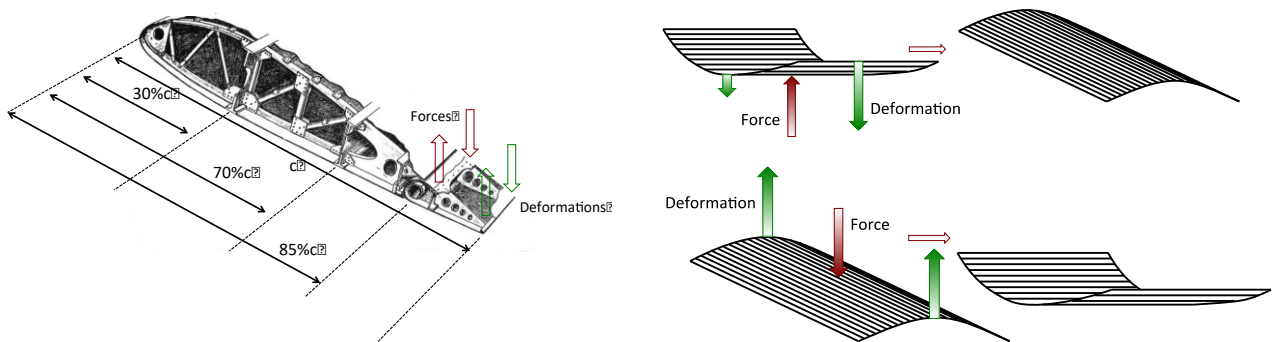 30%c
70%c
c
85%c
Forces
Deformations
Force
Deformation
Deformation
Force